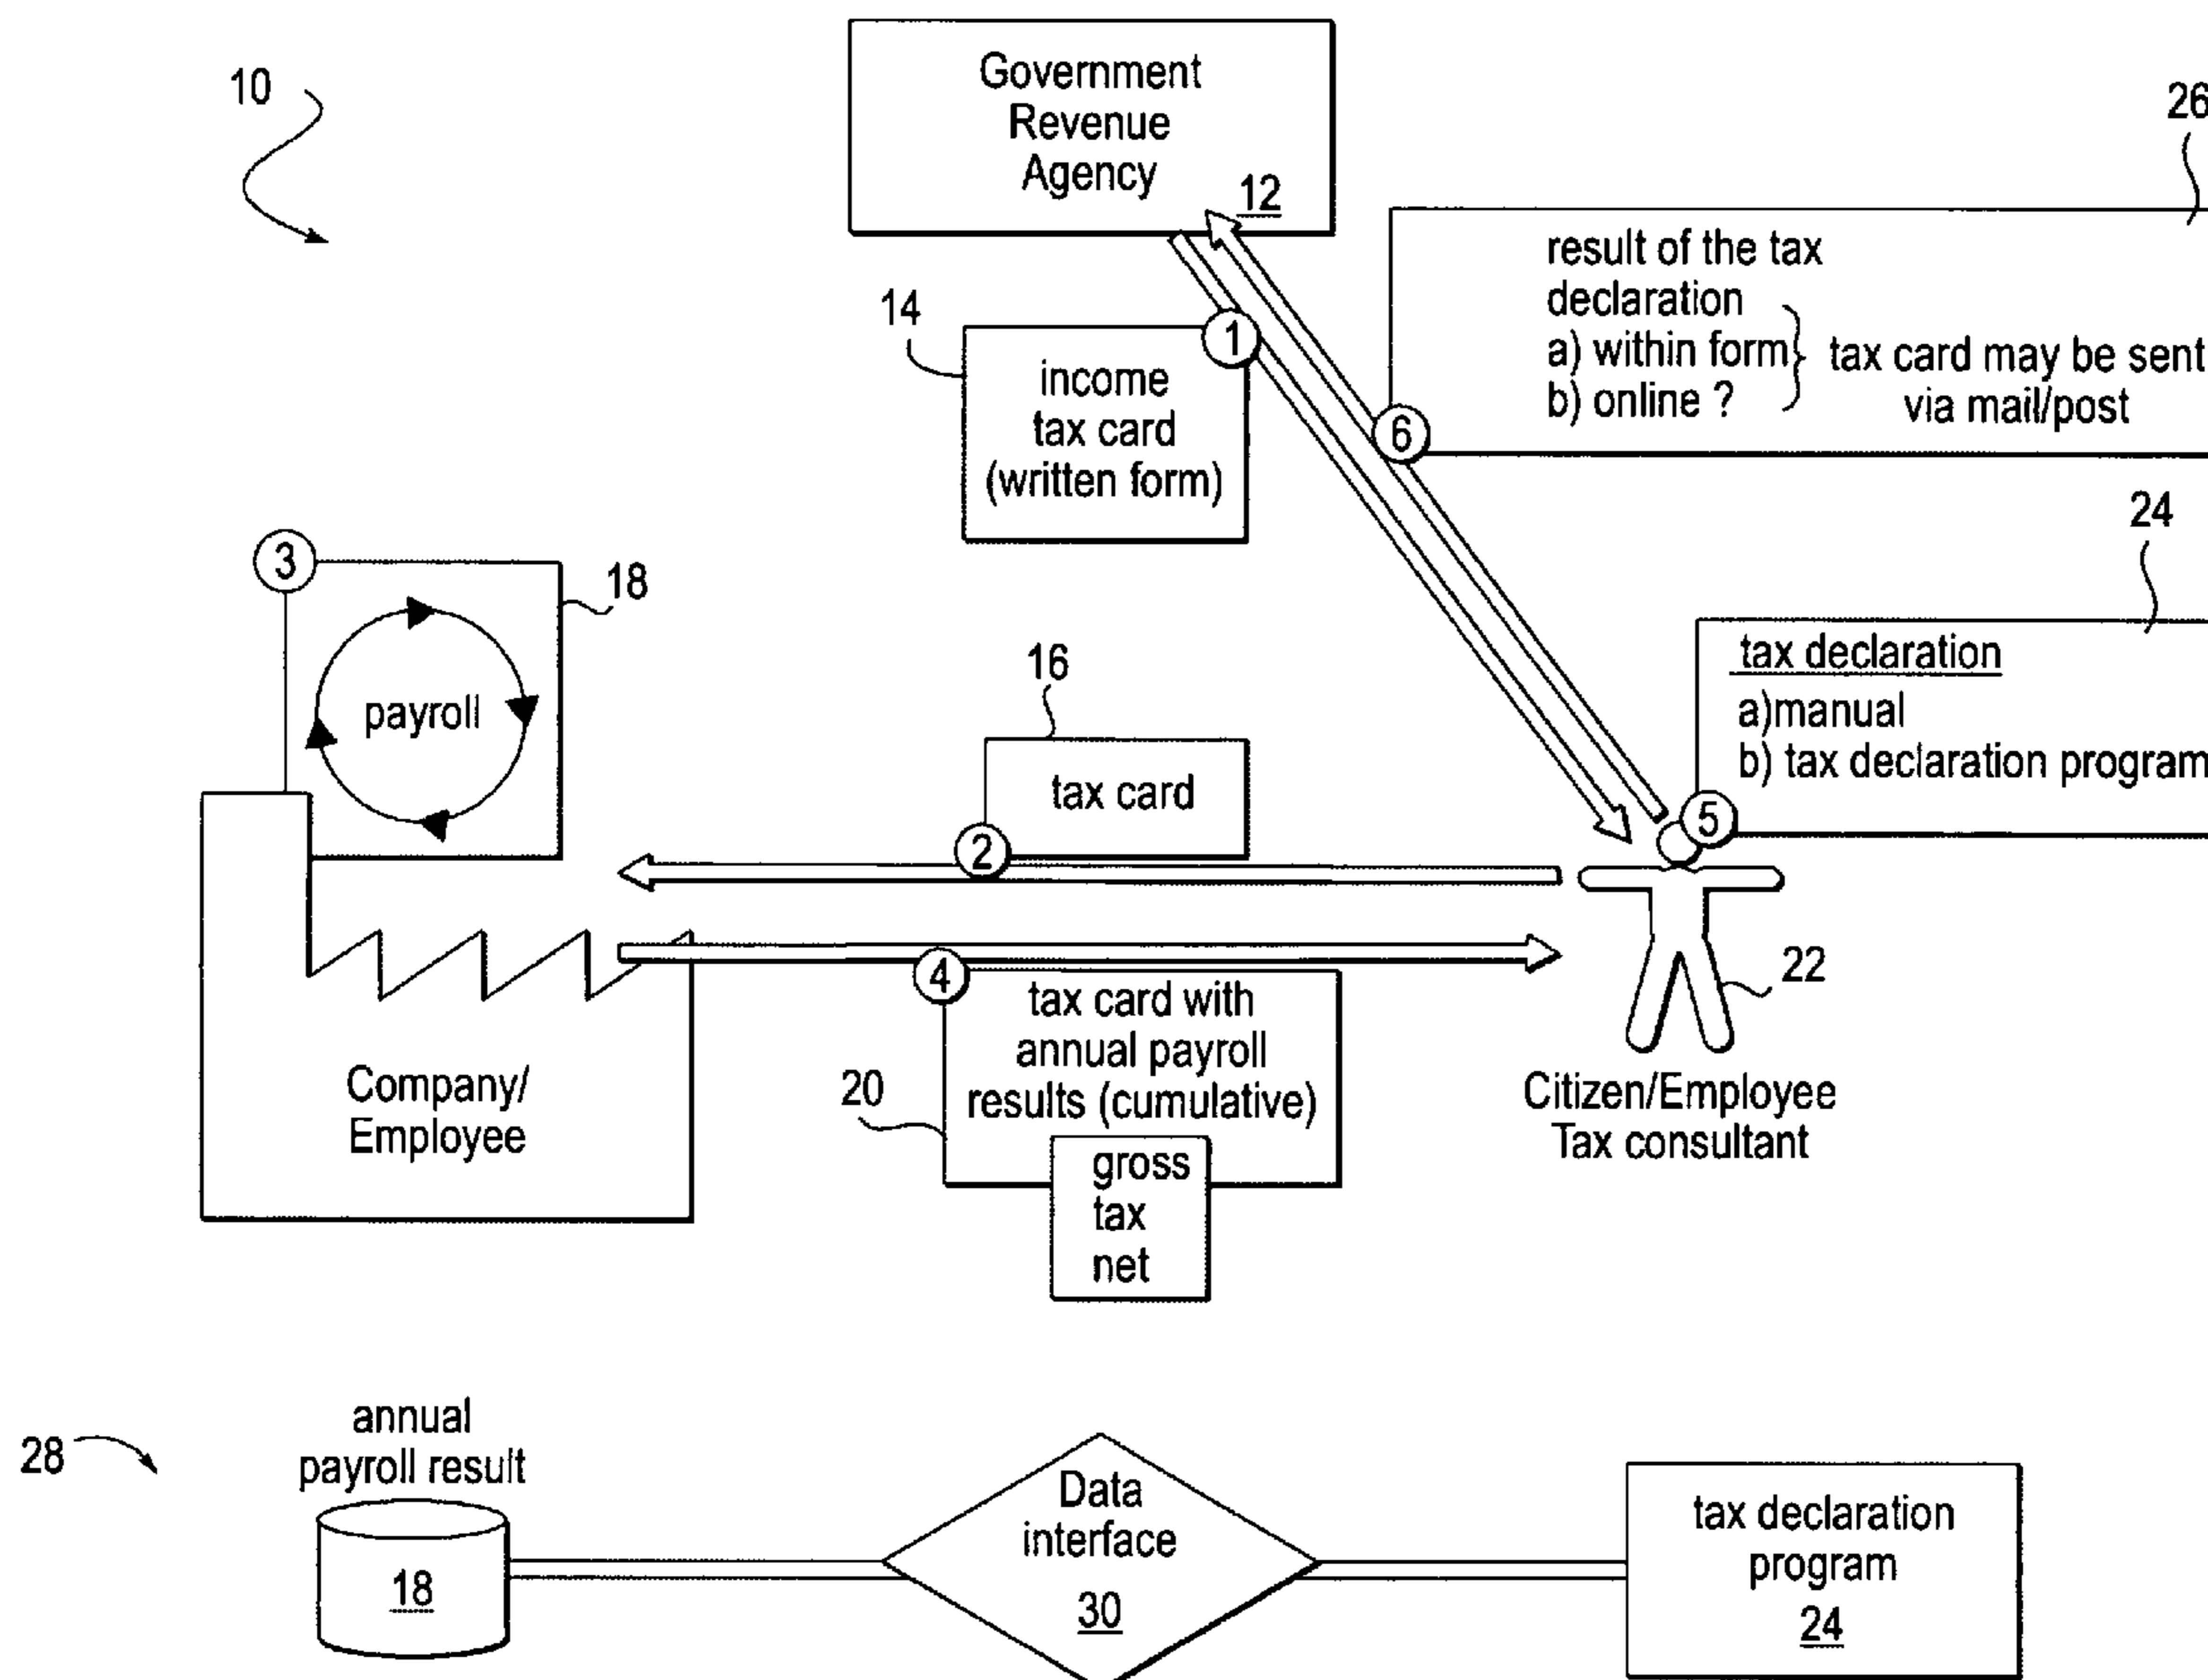 10
Government
Revenue
Agency
12
26
14
1
income
tax card
(written form)
result of the tax
declaration
a) within form
b) online ?
tax card may be sent
via mail/post
6
3
18
payroll
24
tax declaration
a)manual
b) tax declaration program
5
16
tax card
2
4
tax card with
annual payroll
results (cumulative)
20
gross
tax
net
22
Company/
Employee
Citizen/Employee
Tax consultant
28
annual
payroll result
18
Data
interface
30
tax declaration
program
24